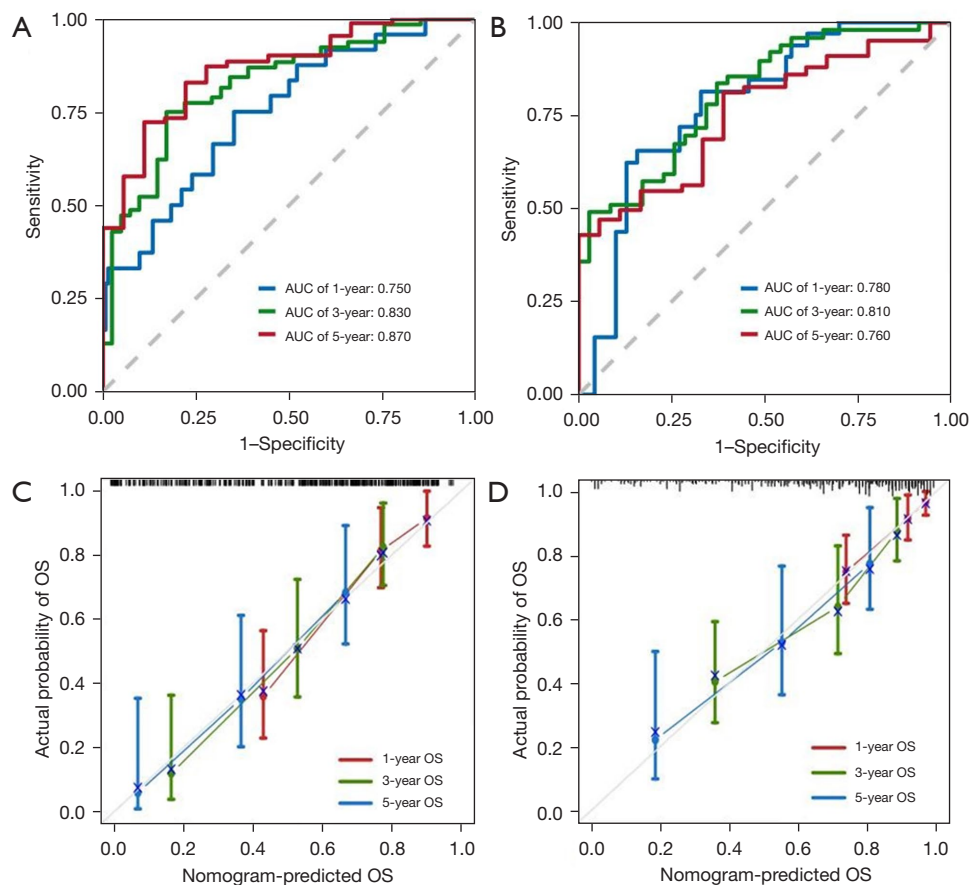 A
1.00
0.75
0.50
0.25
0.00
Sensitivity
AUC of 1-year: 0.750
AUC of 3-year: 0.830
AUC of 5-year: 0.870
0.00 0.25 0.50 0.75 1.00
1–Specificity
B
1.00
0.75
0.50
0.25
0.00
Sensitivity
AUC of 1-year: 0.780
AUC of 3-year: 0.810
AUC of 5-year: 0.760
0.00 0.25 0.50 0.75 1.00
1–Specificity
C
1.0
0.8
0.6
0.4
0.2
0.0
Actual probability of OS
1-year OS
3-year OS
5-year OS
0.0 0.2 0.4 0.6 0.8 1.0
Nomogram-predicted OS
D
1.0
0.8
0.6
0.4
0.2
0.0
Actual probability of OS
1-year OS
3-year OS
5-year OS
0.0 0.2 0.4 0.6 0.8 1.0
Nomogram-predicted OS